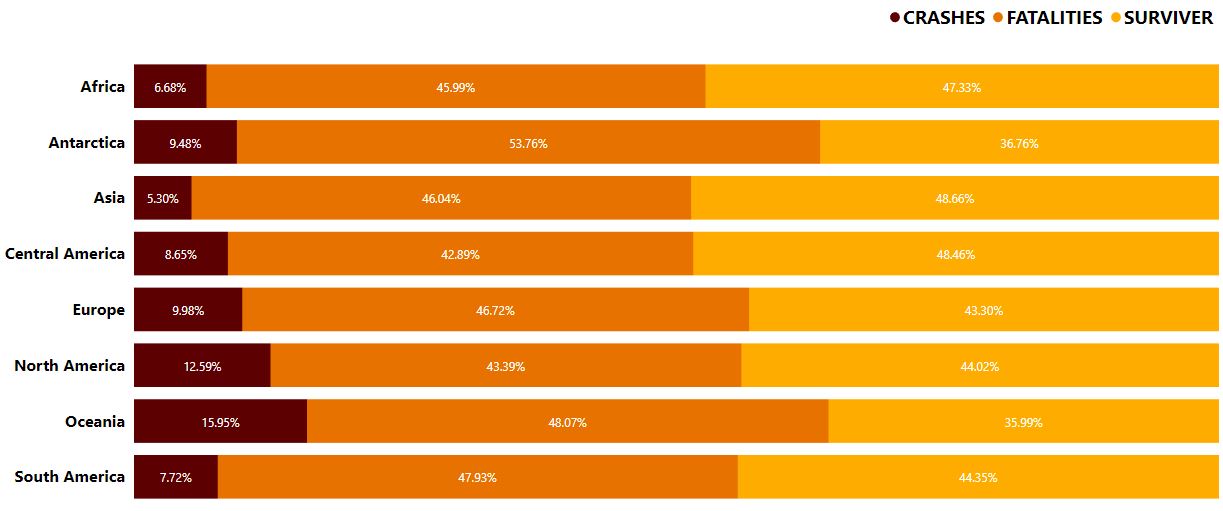 CRASHES FATALITIES SURVIVER
Africa 6.68% 45.99% 47.33%
Antarctica 9.48% 53.76% 36.76%
Asia 5.30% 46.04% 48.66%
Central America 8.65% 42.89% 48.46%
Europe 9.98% 46.72% 43.30%
North America 12.59% 43.39% 44.02%
Oceania 15.95% 48.07% 35.99%
South America 7.72% 47.93% 44.35%